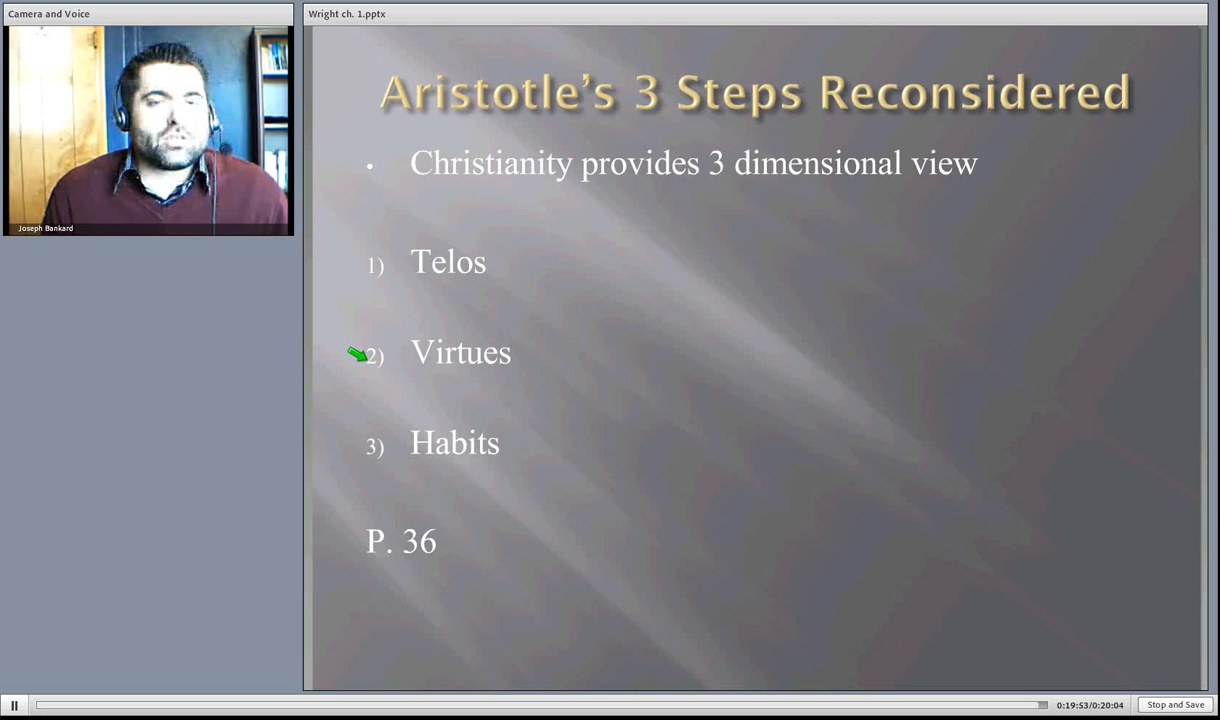 Camera and Voice
Wright ch. 1.pptx
Joseph Bankard
Aristotle's 3 Steps Reconsidered
• Christianity provides 3 dimensional view
1) Telos
2) Virtues
3) Habits
P. 36
0:19:53/0:20:04
Stop and Save